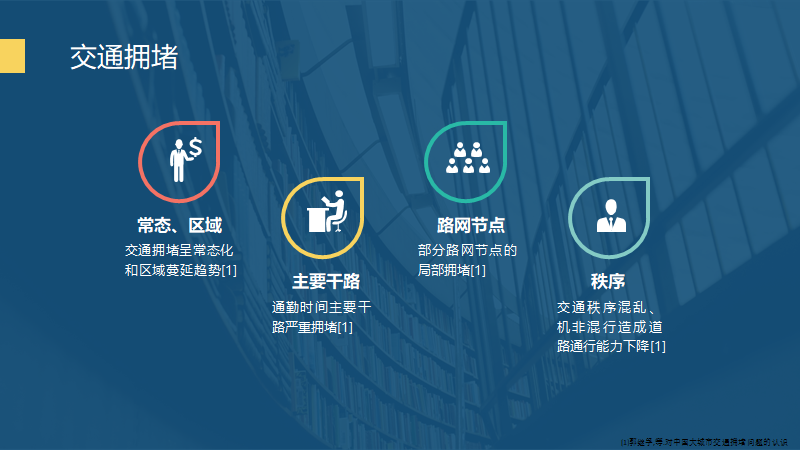 交通拥堵
常态、区域
交通拥堵呈常态化
和区域蔓延趋势[1]
主要干路
通勤时间主要干
路严重拥堵[1]
路网节点
部分路网节点的
局部拥堵[1]
秩序
交通秩序混乱、
机非混行造成道
路通行能力下降[1]
[1]郭继孚,等.对中国大城市交通拥堵问题的认识